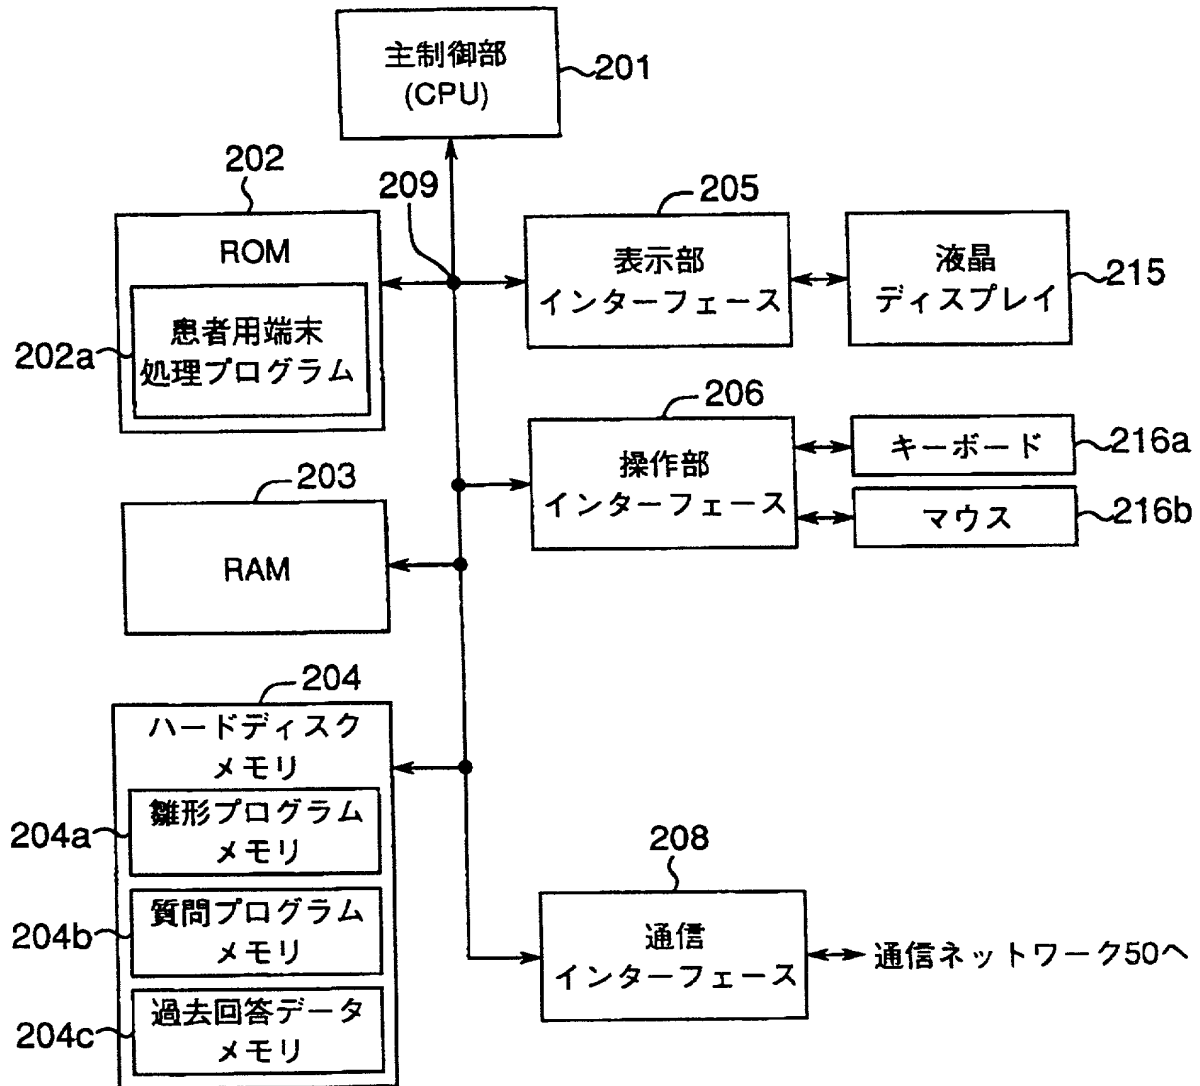 主制御部
(CPU)
201
202
209
ROM
患者用端末
処理プログラム
202a
205
表示部
インターフェース
液晶
ディスプレイ
215
206
操作部
インターフェース
キーボード
216a
マウス
216b
203
RAM
204
ハードディスク
メモリ
雛形プログラム
メモリ
204a
質問プログラム
メモリ
204b
過去回答データ
メモリ
204c
208
通信
インターフェース
通信ネットワーク50へ